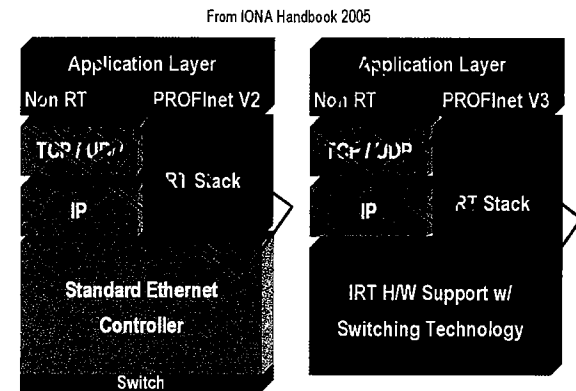 From IONA Handbook 2005
Application Layer
Non RT PROFInet V2
TCP / UDP
RT Stack
IP
Standard Ethernet
Controller
Switch
Application Layer
Non RT PROFInet V3
TCP / UDP
RT Stack
IP
IRT H/W Support w/
Switching Technology